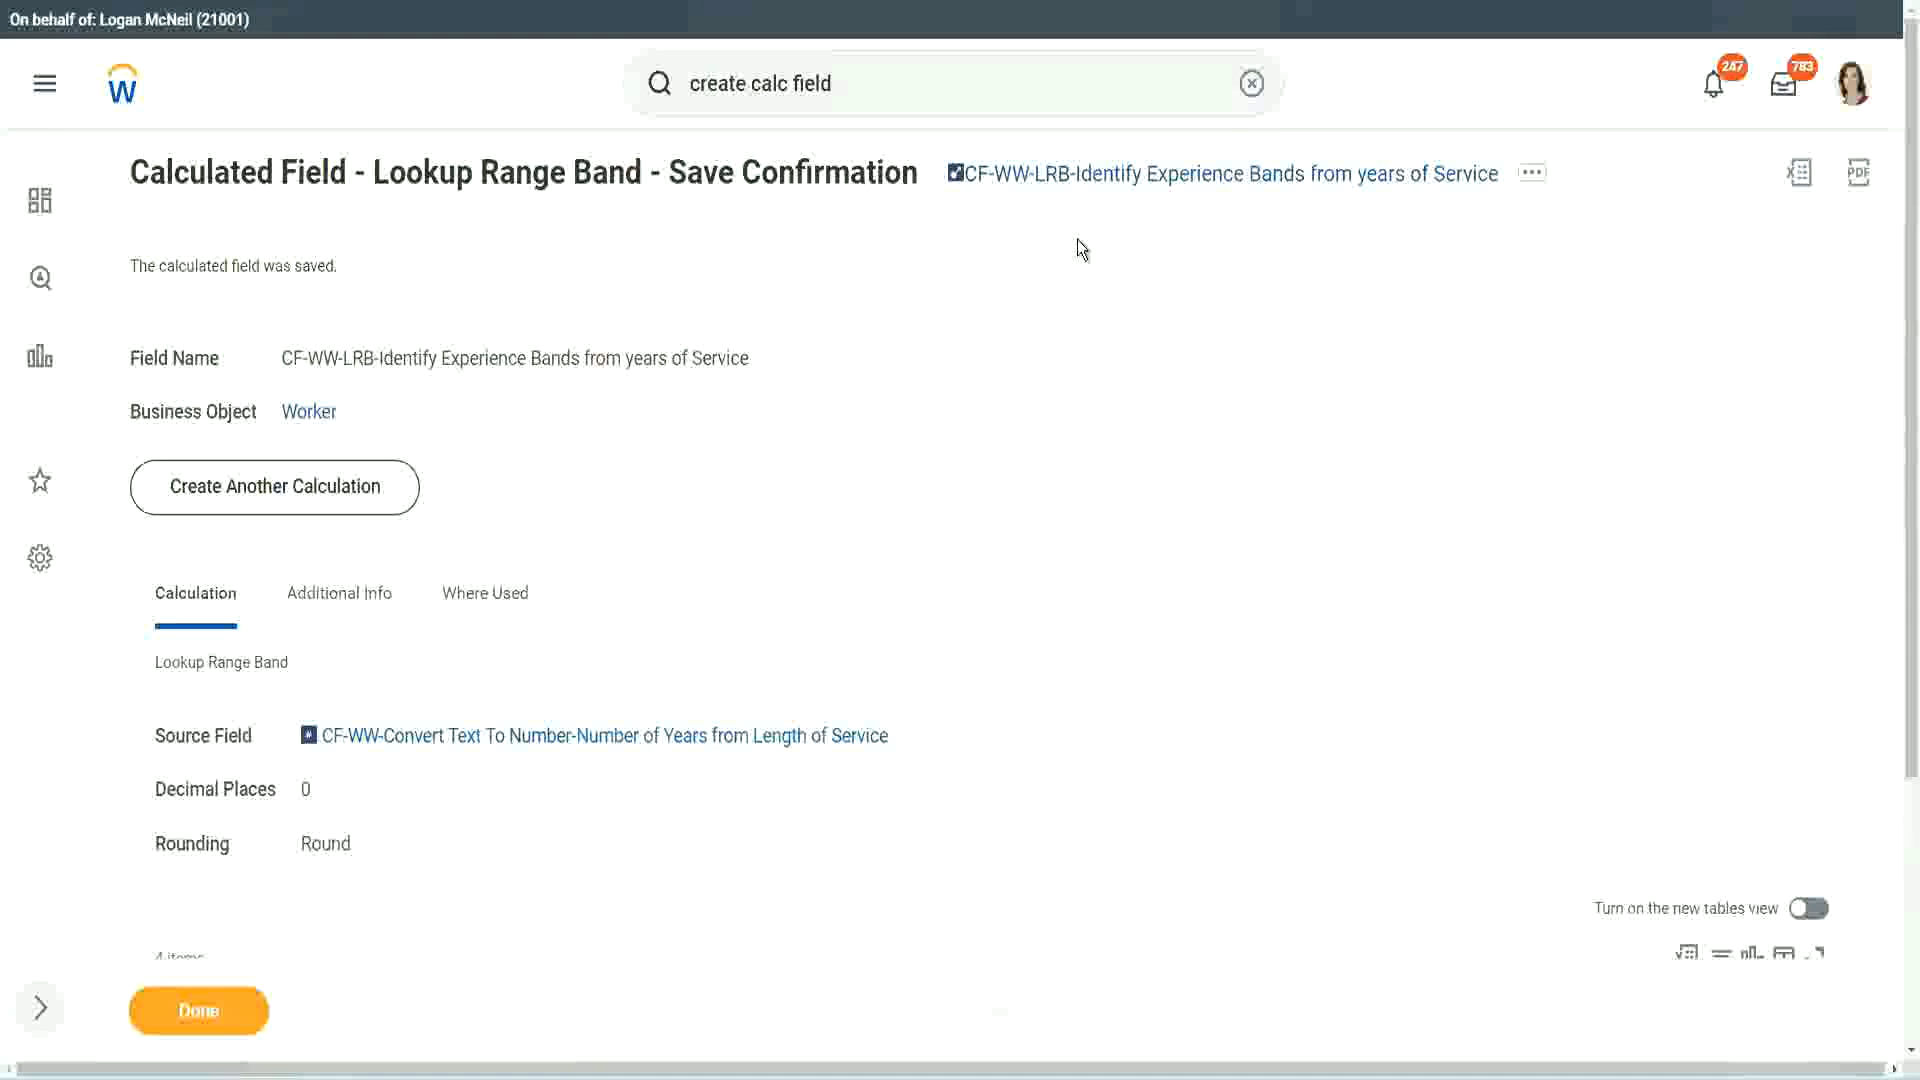 On behalf of: Logan McNeil (21001)
create calc field
247
783
Calculated Field - Lookup Range Band - Save Confirmation
CF-WW-LRB-Identify Experience Bands from years of Service
PDF
The calculated field was saved.
Field Name CF-WW-LRB-Identify Experience Bands from years of Service
Business Object Worker
Create Another Calculation
Calculation Additional Info Where Used
Lookup Range Band
Source Field CF-WW-Convert Text To Number-Number of Years from Length of Service
Decimal Places 0
Rounding Round
Turn on the new tables view
4 items
Done